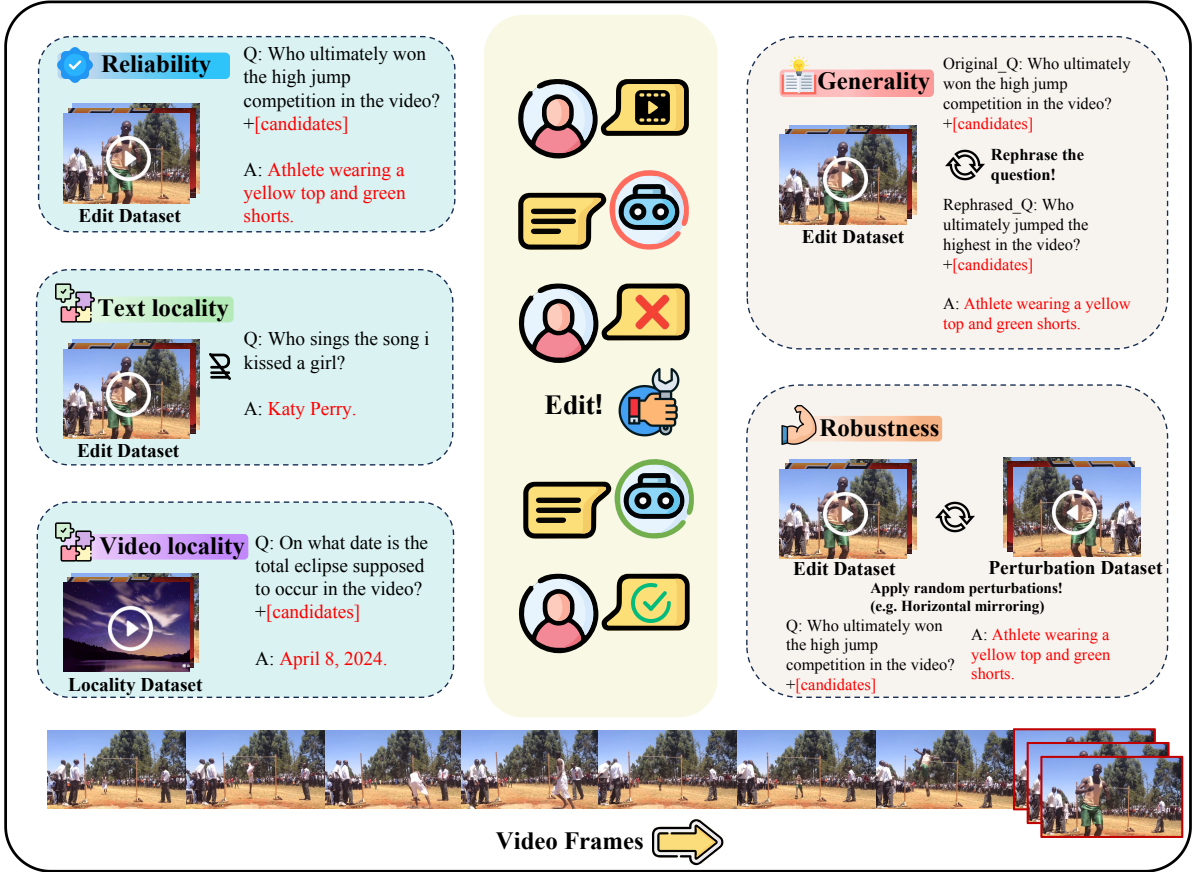 Reliability
Q: Who ultimately won
the high jump
competition in the video?
+[candidates]
A: Athlete wearing a
yellow top and green
shorts.
Edit Dataset
Text locality
Q: Who sings the song i
kissed a girl?
A: Katy Perry.
Edit Dataset
Video locality
Q: On what date is the
total eclipse supposed
to occur in the video?
+[candidates]
A: April 8, 2024.
Locality Dataset
Edit!
Generality
Original_Q: Who ultimately
won the high jump
competition in the video?
+[candidates]
Rephrase the
question!
Rephrased_Q: Who
ultimately jumped the
highest in the video?
+[candidates]
A: Athlete wearing a yellow
top and green shorts.
Edit Dataset
Robustness
Edit Dataset
Perturbation Dataset
Apply random perturbations!
(e.g. Horizontal mirroring)
Q: Who ultimately won
the high jump
competition in the video?
+[candidates]
A: Athlete wearing a
yellow top and green
shorts.
Video Frames